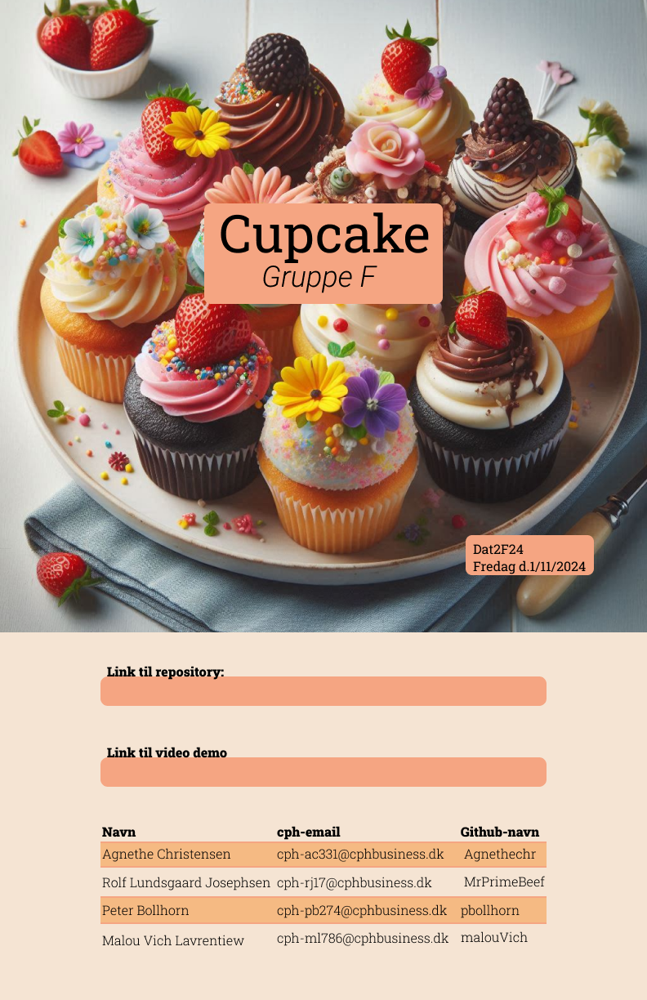 Cupcake
Gruppe F
Dat2F24
Fredag d.1/11/2024
Link til repository:
Link til video demo
Navn cph-email Github-navn
Agnethe Christensen cph-ac331@cphbusiness.dk Agnethechr
Rolf Lundsgaard Josephsen cph-rj17@cphbusiness.dk MrPrimeBeef
Peter Bollhorn cph-pb274@cphbusiness.dk pbollhorn
Malou Vich Lavrentiew cph-ml786@cphbusiness.dk malouVich